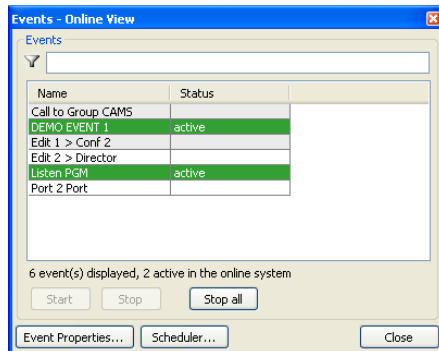 Events - Online View
Events
Name Status
Call to Group CAMS
DEMO EVENT 1 active
Edit 1 > Conf 2
Edit 2 > Director
Listen PGM active
Port 2 Port
6 event(s) displayed, 2 active in the online system
Start Stop Stop all
Event Properties... Scheduler... Close